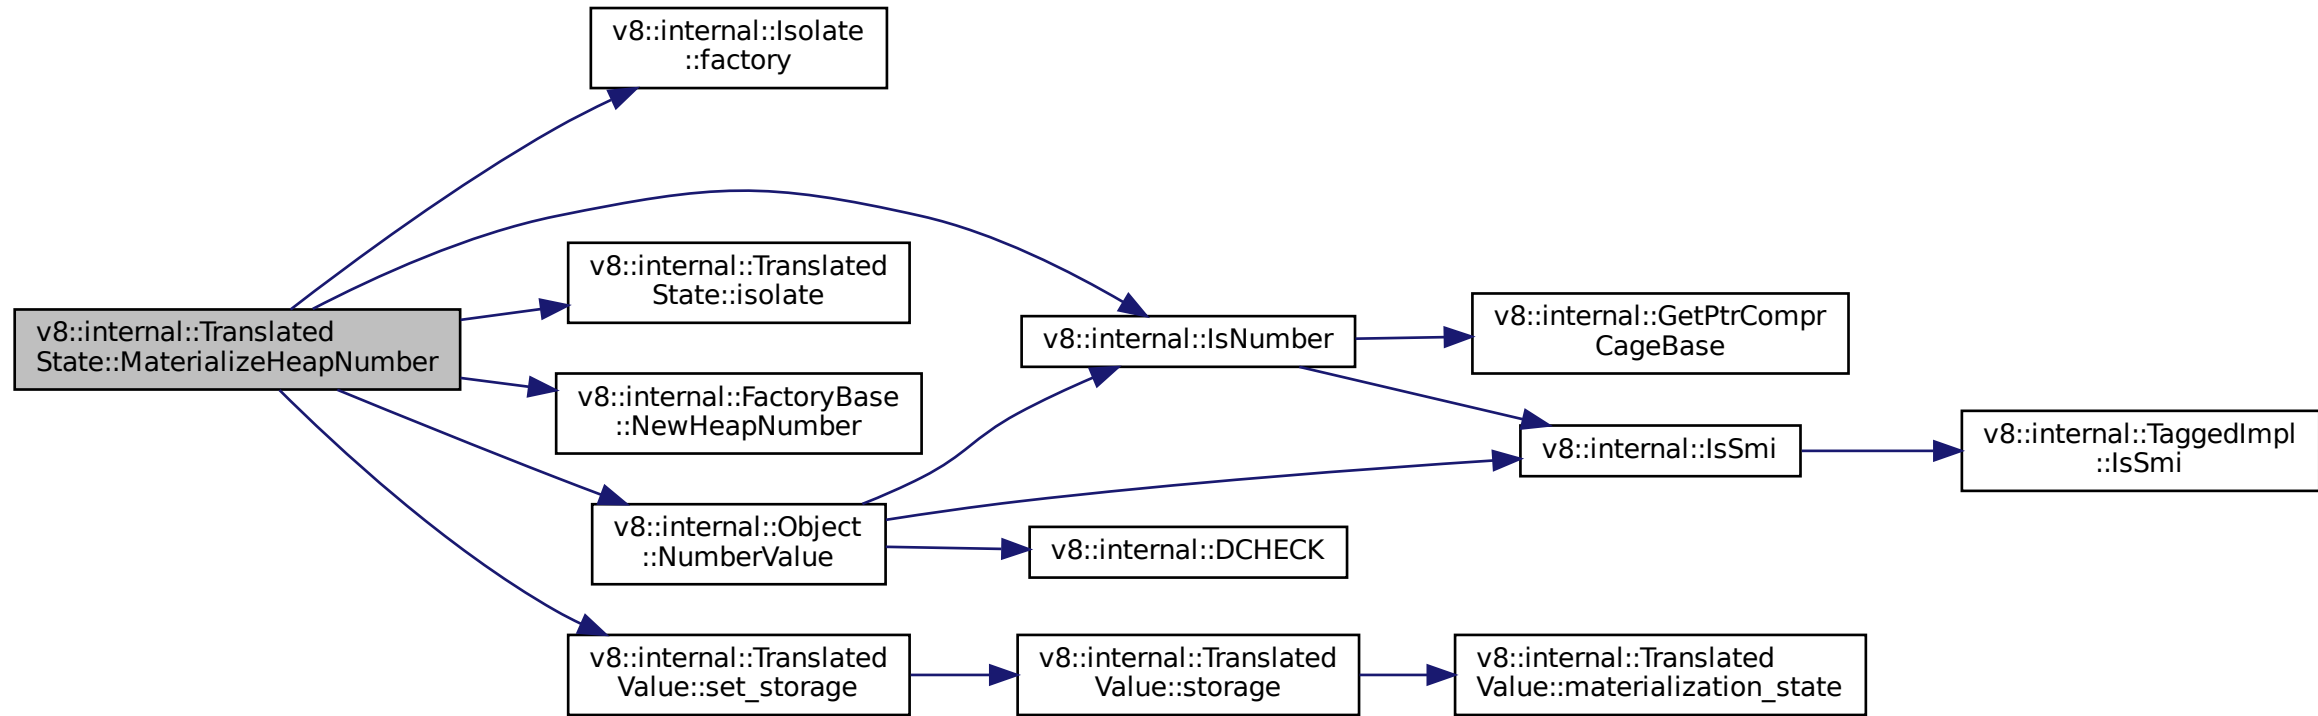 v8::internal::Isolate
::factory
v8::internal::Translated
State::isolate
v8::internal::Translated
State::MaterializeHeapNumber
v8::internal::IsNumber
v8::internal::GetPtrCompr
CageBase
v8::internal::FactoryBase
::NewHeapNumber
v8::internal::IsSmi
v8::internal::TaggedImpl
::IsSmi
v8::internal::Object
::NumberValue
v8::internal::DCHECK
v8::internal::Translated
Value::set_storage
v8::internal::Translated
Value::storage
v8::internal::Translated
Value::materialization_state